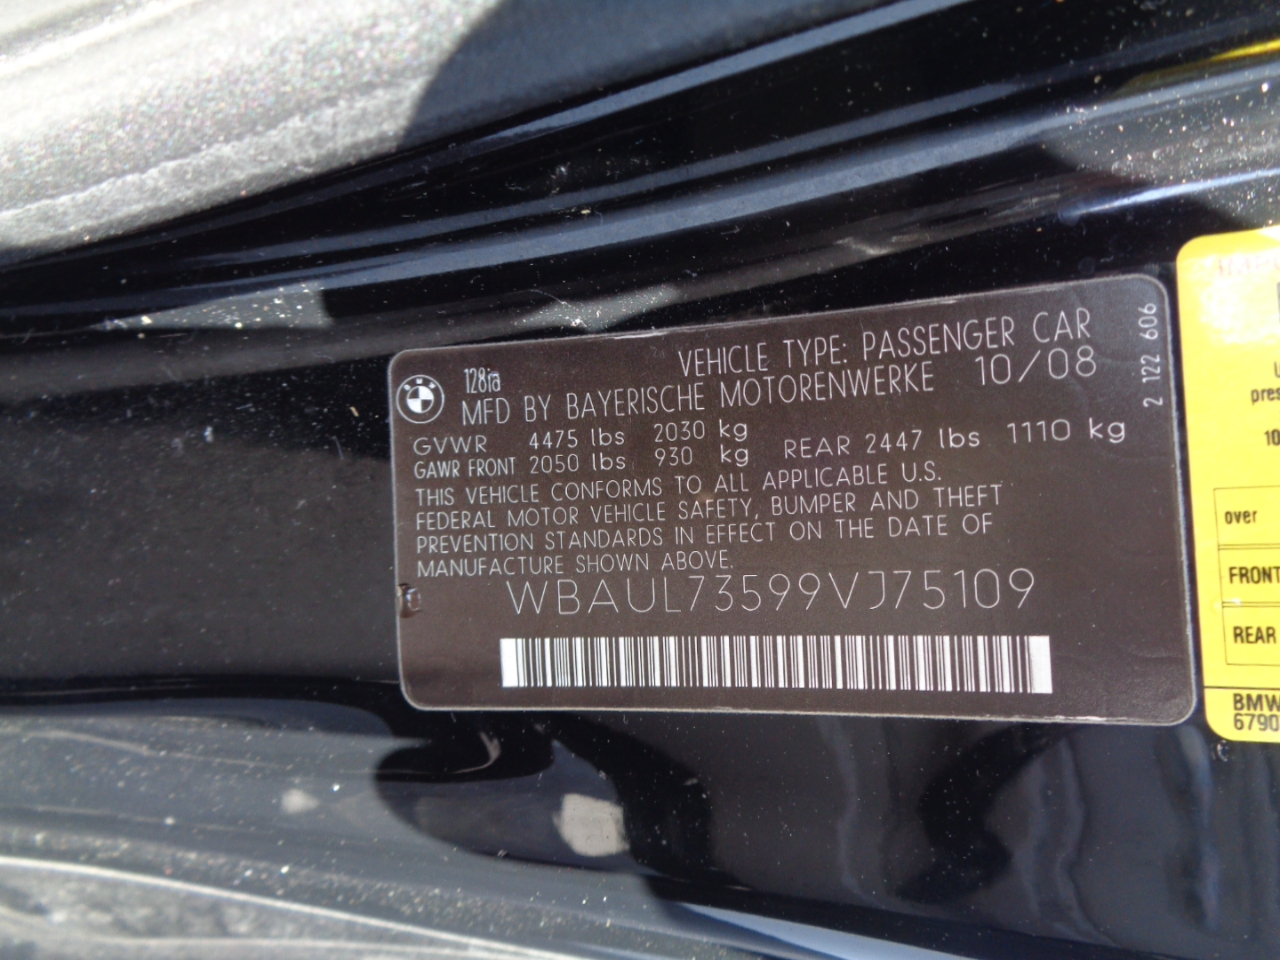 VEHICLE TYPE: PASSENGER CAR
128ia
MFD BY BAYERISCHE MOTORENWERKE 10/08
GVWR 4475 lbs 2030 kg
GAWR FRONT 2050 lbs 930 kg REAR 2447 lbs 1110 kg
THIS VEHICLE CONFORMS TO ALL APPLICABLE U.S.
FEDERAL MOTOR VEHICLE SAFETY, BUMPER AND THEFT
PREVENTION STANDARDS IN EFFECT ON THE DATE OF
MANUFACTURE SHOWN ABOVE.
WBAUL73599VJ75109
2 122 606
BMW
over
FRONT
REAR
BMW